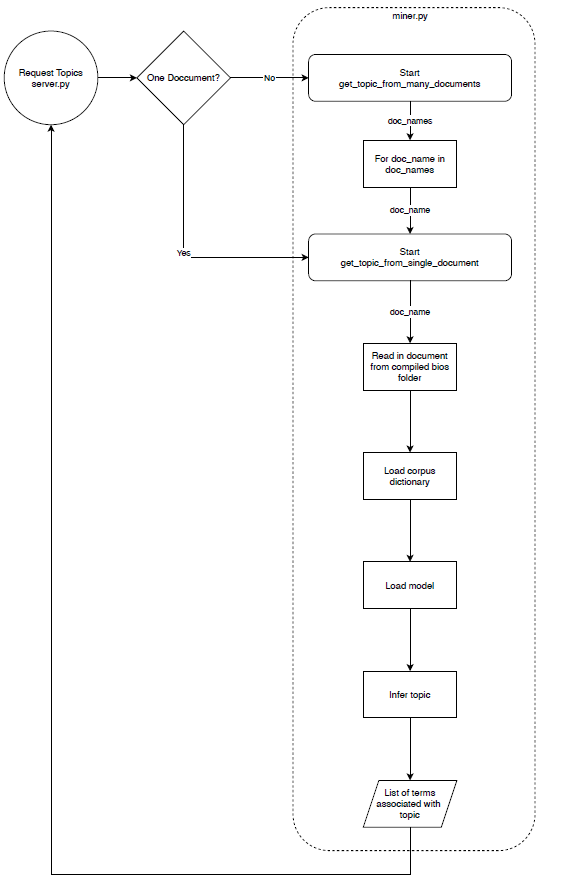 miner.py
Request Topics
server.py
One Doccument?
No
Start
get_topic_from_many_documents
doc_names
For doc_name in
doc_names
doc_name
Yes
Start
get_topic_from_single_document
doc_name
Read in document
from compiled bios
folder
Load corpus
dictionary
Load model
Infer topic
List of terms
associated with
topic